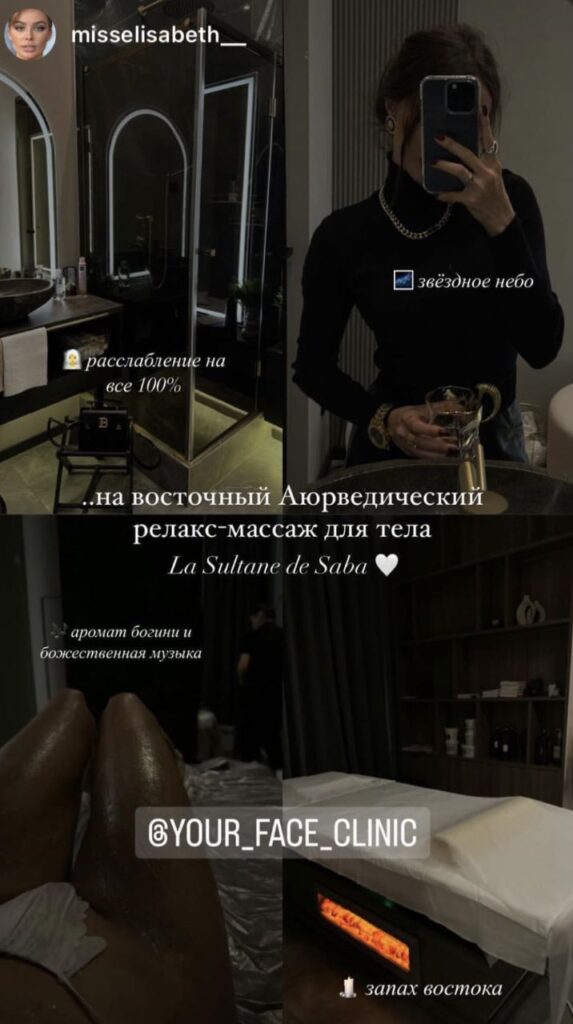 misselisabeth__
звёздное небо
расслабление на
все 100%
B
..на восточный Аюрведический
релакс-массаж для тела
La Sultane de Saba
аромат богини и
божественная музыка
@YOUR_FACE_CLINIC
запах востока